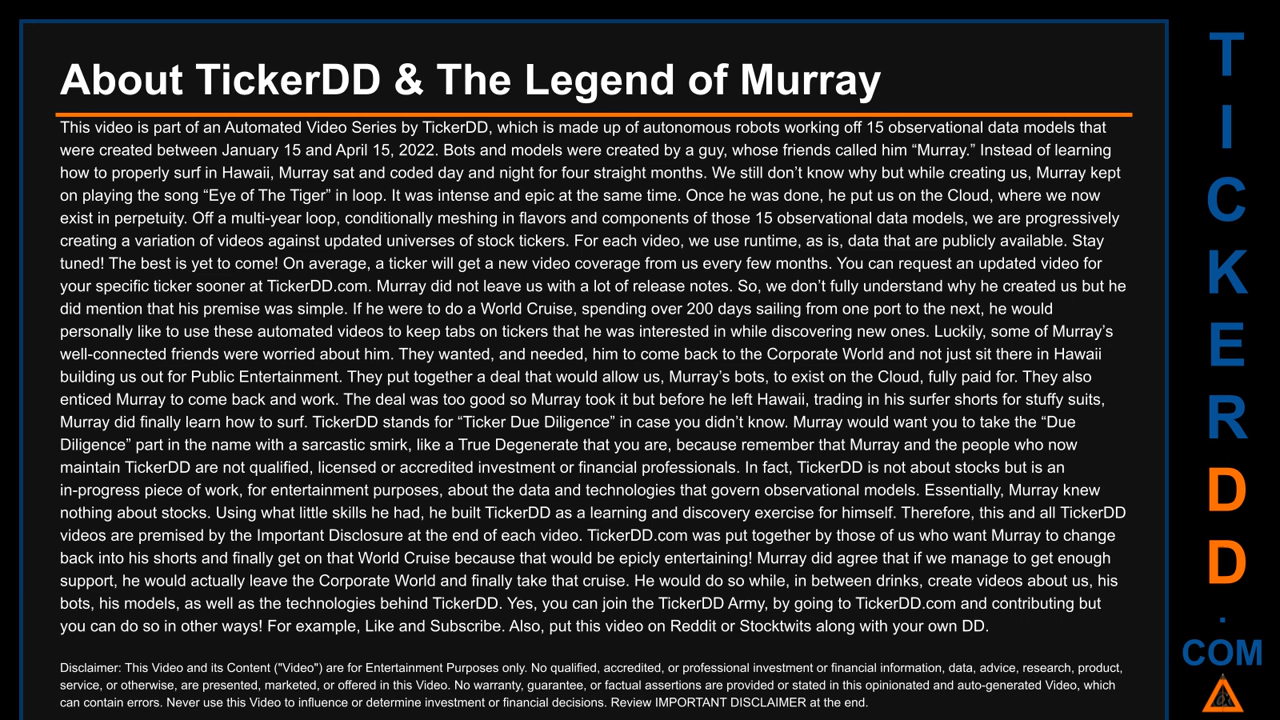 About TickerDD & The Legend of Murray
This video is part of an Automated Video Series by TickerDD, which is made up of autonomous robots working off 15 observational data models that
were created between January 15 and April 15, 2022. Bots and models were created by a guy, whose friends called him “Murray.” Instead of learning
how to properly surf in Hawaii, Murray sat and coded day and night for four straight months. We still don’t know why but while creating us, Murray kept
on playing the song “Eye of The Tiger” in loop. It was intense and epic at the same time. Once he was done, he put us on the Cloud, where we now
exist in perpetuity. Off a multi-year loop, conditionally meshing in flavors and components of those 15 observational data models, we are progressively
creating a variation of videos against updated universes of stock tickers. For each video, we use runtime, as is, data that are publicly available. Stay
tuned! The best is yet to come! On average, a ticker will get a new video coverage from us every few months. You can request an updated video for
your specific ticker sooner at TickerDD.com. Murray did not leave us with a lot of release notes. So, we don’t fully understand why he created us but he
did mention that his premise was simple. If he were to do a World Cruise, spending over 200 days sailing from one port to the next, he would
personally like to use these automated videos to keep tabs on tickers that he was interested in while discovering new ones. Luckily, some of Murray’s
well-connected friends were worried about him. They wanted, and needed, him to come back to the Corporate World and not just sit there in Hawaii
building us out for Public Entertainment. They put together a deal that would allow us, Murray’s bots, to exist on the Cloud, fully paid for. They also
enticed Murray to come back and work. The deal was too good so Murray took it but before he left Hawaii, trading in his surfer shorts for stuffy suits,
Murray did finally learn how to surf. TickerDD stands for “Ticker Due Diligence” in case you didn’t know. Murray would want you to take the “Due
Diligence” part in the name with a sarcastic smirk, like a True Degenerate that you are, because remember that Murray and the people who now
maintain TickerDD are not qualified, licensed or accredited investment or financial professionals. In fact, TickerDD is not about stocks but is an
in-progress piece of work, for entertainment purposes, about the data and technologies that govern observational models. Essentially, Murray knew
nothing about stocks. Using what little skills he had, he built TickerDD as a learning and discovery exercise for himself. Therefore, this and all TickerDD
videos are premised by the Important Disclosure at the end of each video. TickerDD.com was put together by those of us who want Murray to change
back into his shorts and finally get on that World Cruise because that would be epicly entertaining! Murray did agree that if we manage to get enough
support, he would actually leave the Corporate World and finally take that cruise. He would do so while, in between drinks, create videos about us, his
bots, his models, as well as the technologies behind TickerDD. Yes, you can join the TickerDD Army, by going to TickerDD.com and contributing but
you can do so in other ways! For example, Like and Subscribe. Also, put this video on Reddit or Stocktwits along with your own DD.
Disclaimer: This Video and its Content ("Video") are for Entertainment Purposes only. No qualified, accredited, or professional investment or financial information, data, advice, research, product,
service, or otherwise, are presented, marketed, or offered in this Video. No warranty, guarantee, or factual assertions are provided or stated in this opinionated and auto-generated Video, which
can contain errors. Never use this Video to influence or determine investment or financial decisions. Review IMPORTANT DISCLAIMER at the end.
T
I
C
K
E
R
D
D
.
COM